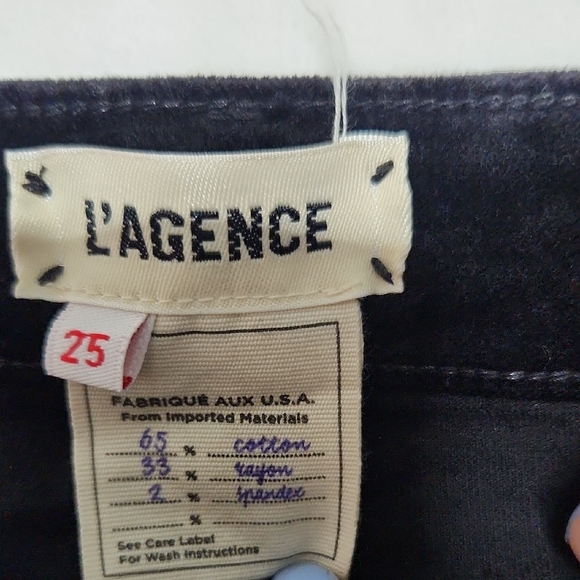 L'AGENCE
25
FABRIQUÉ AUX U.S.A.
From Imported Materials
65 % cotton
33 % rayon
2 % spandex
%
See Care Label
For Wash Instructions